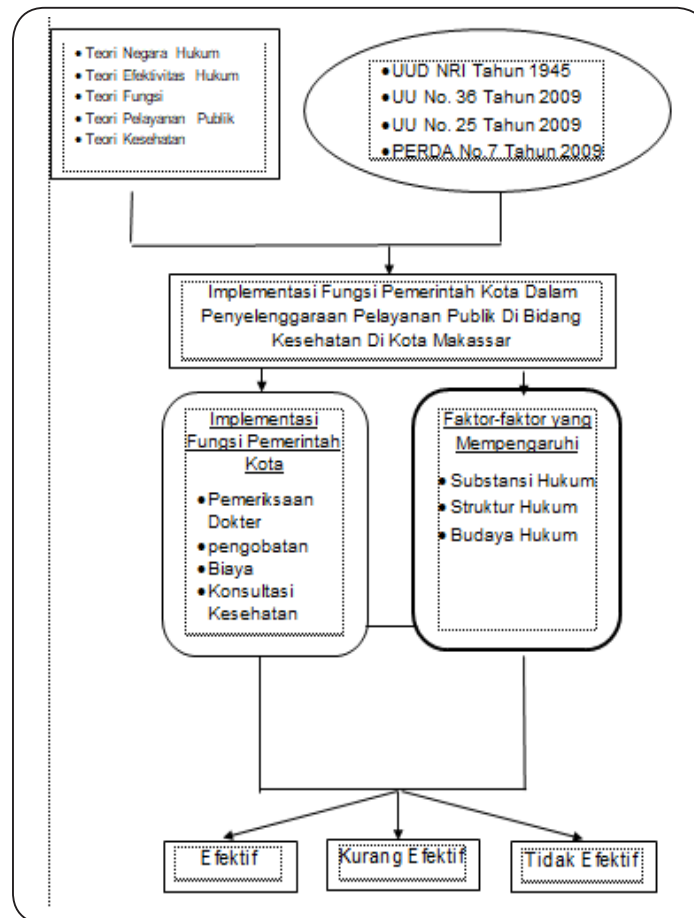 • Teori Negara Hukum
• Teori Efektivitas Hukum
• Teori Fungsi
• Teori Pelayanan Publik
• Teori Kesehatan
• UUD NRI Tahun 1945
• UU No. 36 Tahun 2009
• UU No. 25 Tahun 2009
• PERDA No.7 Tahun 2009
Implementasi Fungsi Pemerintah Kota Dalam
Penyelenggaraan Pelayanan Publik Di Bidang
Kesehatan Di Kota Makassar
Implementasi
Fungsi Pemerintah
Kota
• Pemeriksaan
Dokter
• pengobatan
• Biaya
• Konsultasi
Kesehatan
Faktor-faktor yang
Mempengaruhi
• Substansi Hukum
• Struktur Hukum
• Budaya Hukum
Efektif
Kurang Efektif
Tidak Efektif